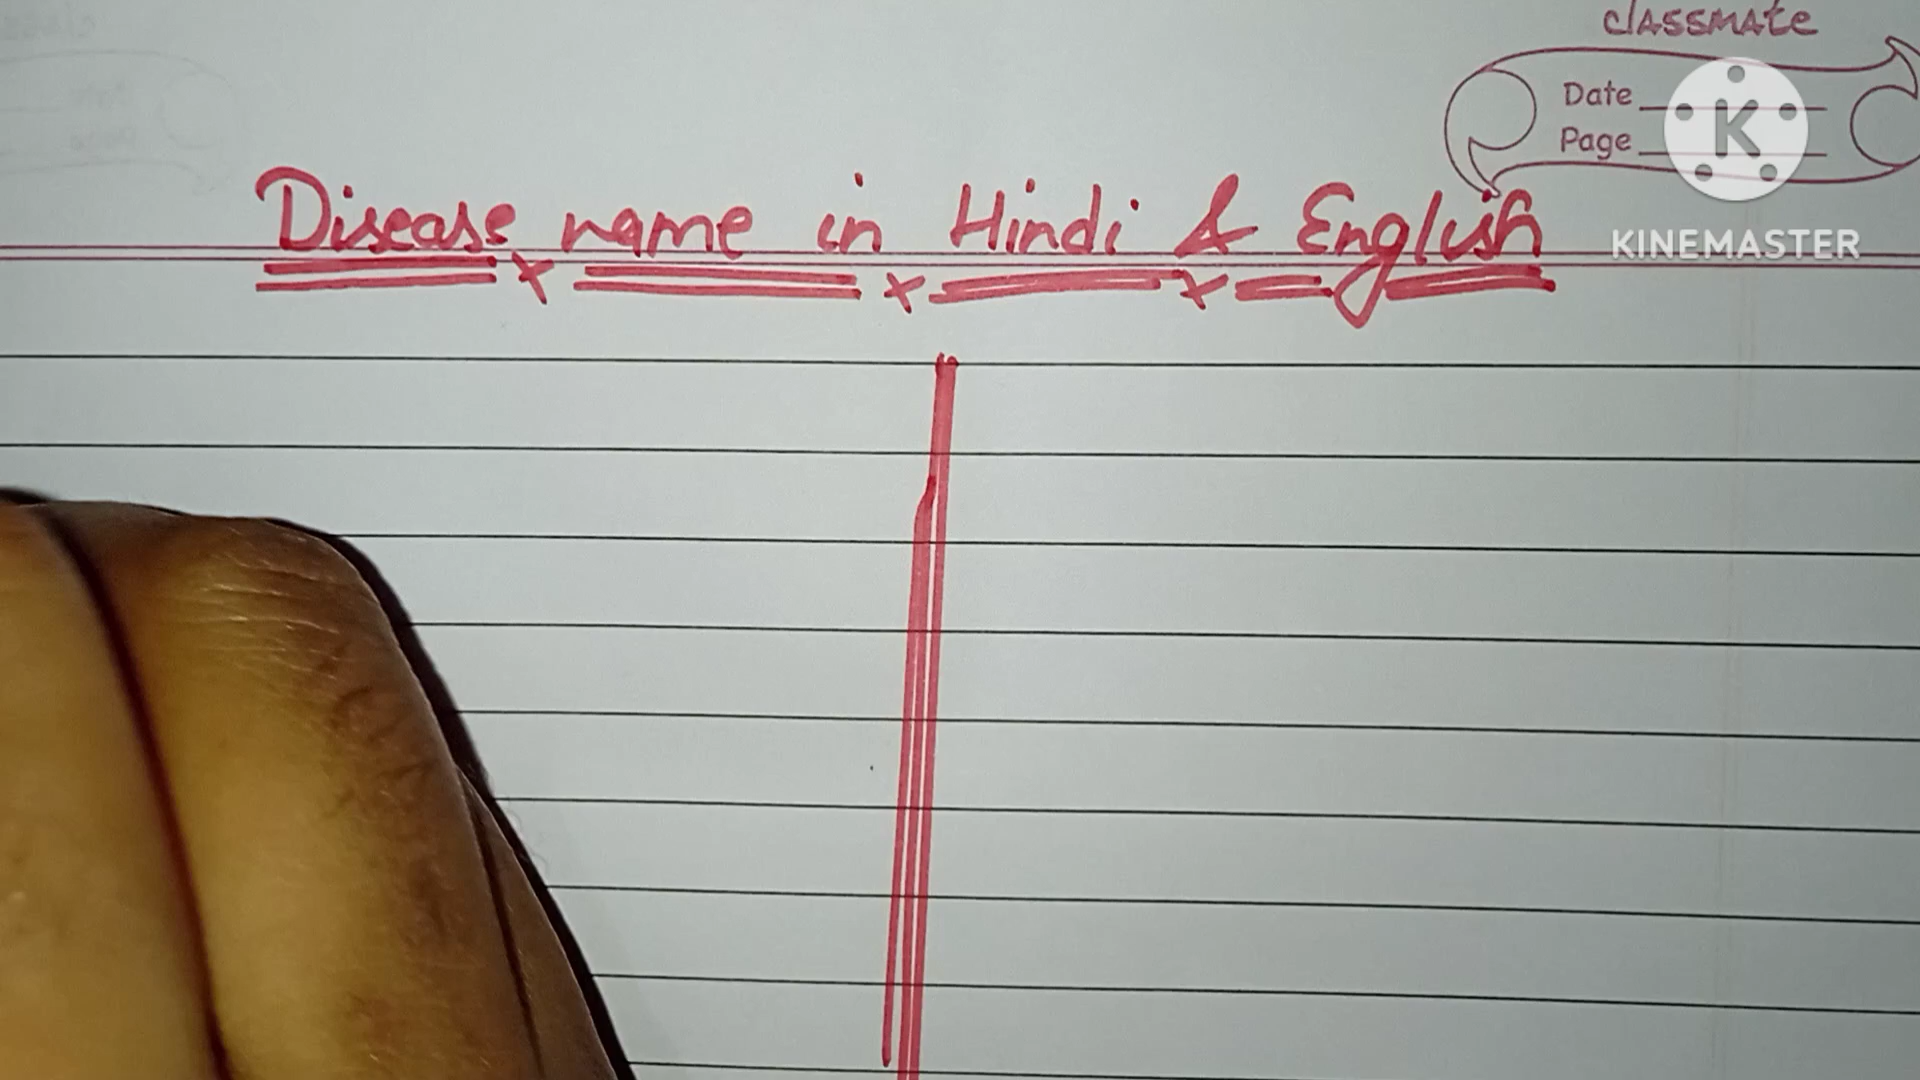 classmate
Date
Page
Disease name in Hindi & English
KINEMASTER